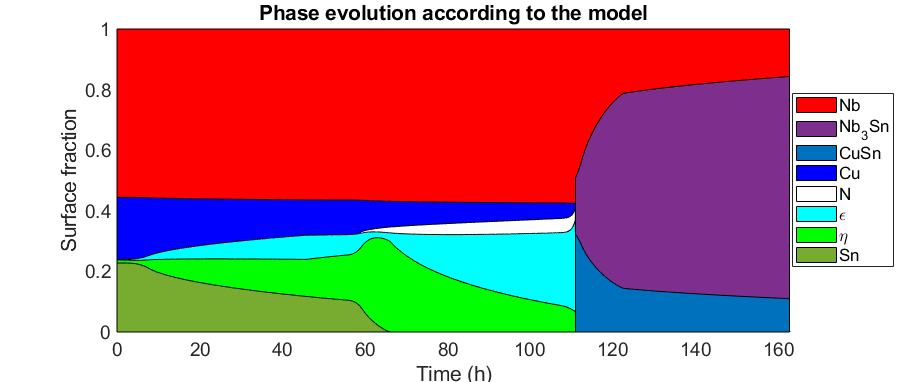 Phase evolution according to the model
Surface fraction
1
0.8
0.6
0.4
0.2
0
0 20 40 60 80 100 120 140 160
Time (h)
Nb
Nb3Sn
CuSn
Cu
N
ϵ
η
Sn